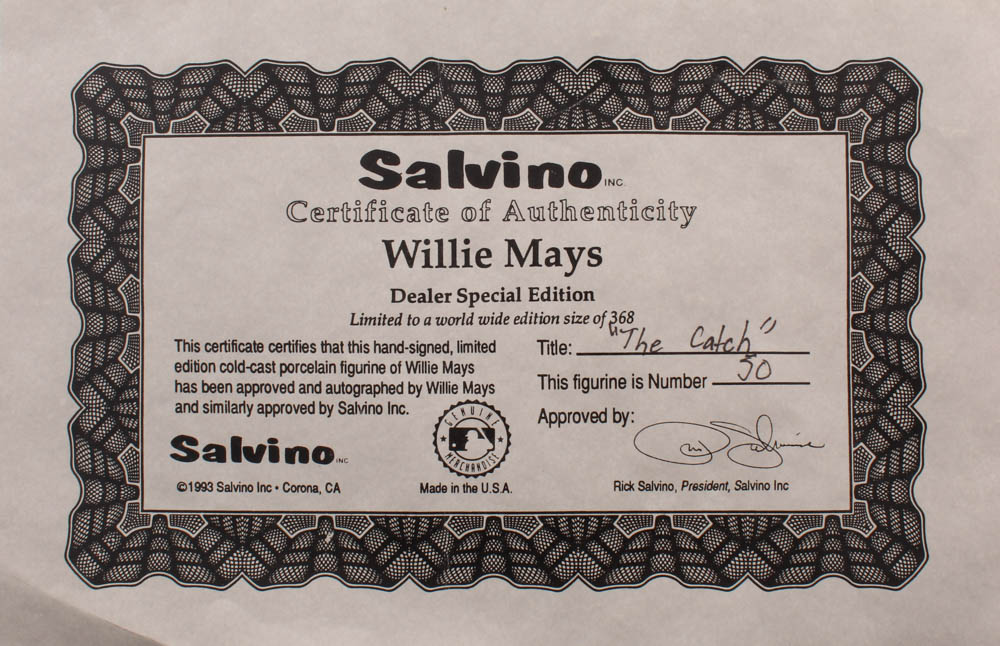 Salvino INC.
Certificate of Authenticity
Willie Mays
Dealer Special Edition
Limited to a world wide edition size of 368
This certificate certifies that this hand-signed, limited
edition cold-cast porcelain figurine of Willie Mays
has been approved and autographed by Willie Mays
and similarly approved by Salvino Inc.
Title: "The Catch"
This figurine is Number 50
Approved by: Rick Salvino
Salvino INC
GENUINE
MERCHANDISE
©1993 Salvino Inc • Corona, CA
Made in the U.S.A.
Rick Salvino, President, Salvino Inc